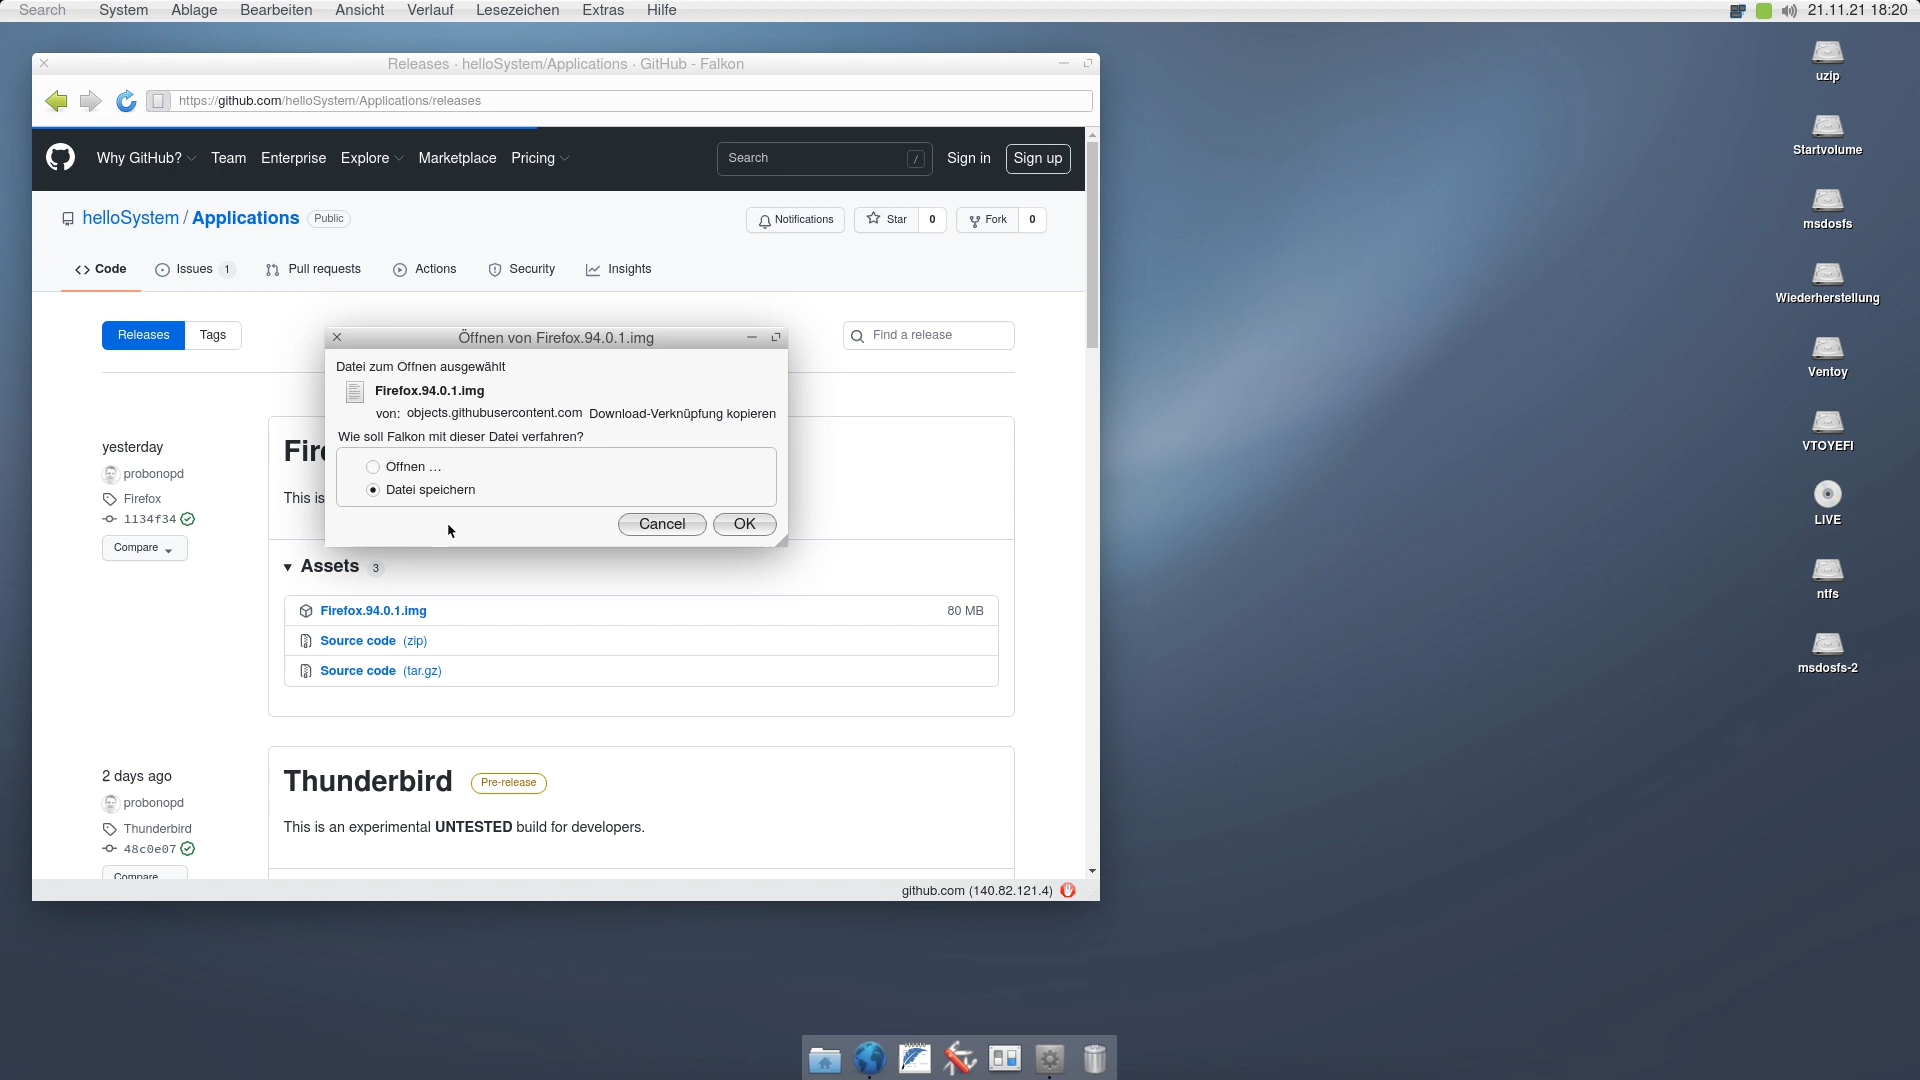 Search System Ablage Bearbeiten Ansicht Verlauf Lesezeichen Extras Hilfe 21.11.21 18:20
Releases · helloSystem/Applications · GitHub - Falkon
https://github.com/helloSystem/Applications/releases
Why GitHub? Team Enterprise Explore Marketplace Pricing Search / Sign in Sign up
helloSystem / Applications Public Notifications Star 0 Fork 0
Code Issues 1 Pull requests Actions Security Insights
Releases Tags Find a release
Öffnen von Firefox.94.0.1.img
Datei zum Öffnen ausgewählt
Firefox.94.0.1.img
von: objects.githubusercontent.com Download-Verknüpfung kopieren
Wie soll Falkon mit dieser Datei verfahren?
Öffnen ...
Datei speichern
Cancel OK
yesterday
probonopd
Firefox
1134f34
Compare
Fire
This is
Assets 3
Firefox.94.0.1.img 80 MB
Source code (zip)
Source code (tar.gz)
2 days ago
probonopd
Thunderbird
48c0e07
Compare
Thunderbird Pre-release
This is an experimental UNTESTED build for developers.
github.com (140.82.121.4)
uzip
Startvolume
msdosfs
Wiederherstellung
Ventoy
VTOYEFI
LIVE
ntfs
msdosfs-2